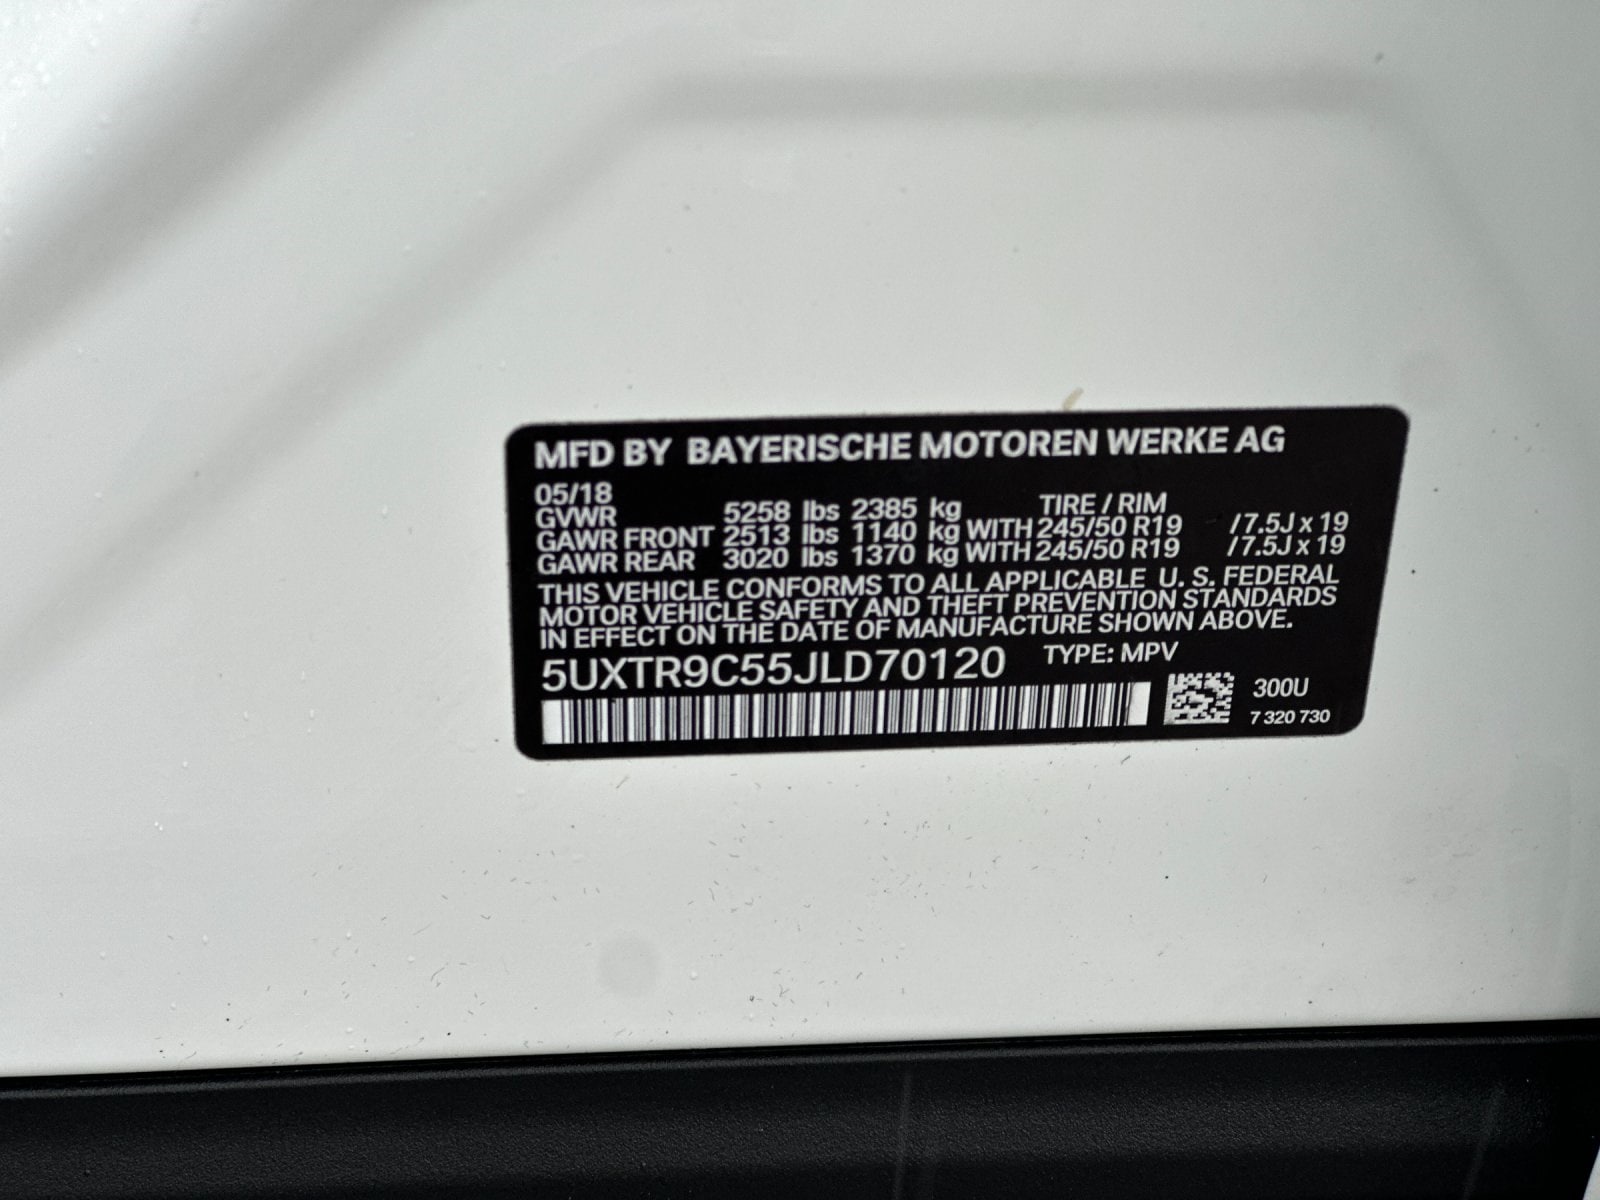 MFD BY BAYERISCHE MOTOREN WERKE AG
05/18
GVWR 5258 lbs 2385 kg TIRE / RIM
GAWR FRONT 2513 lbs 1140 kg WITH 245/50 R19 /7.5J x 19
GAWR REAR 3020 lbs 1370 kg WITH 245/50 R19 /7.5J x 19
THIS VEHICLE CONFORMS TO ALL APPLICABLE U. S. FEDERAL
MOTOR VEHICLE SAFETY AND THEFT PREVENTION STANDARDS
IN EFFECT ON THE DATE OF MANUFACTURE SHOWN ABOVE.
5UXTR9C55JLD70120 TYPE: MPV
300U
7 320 730